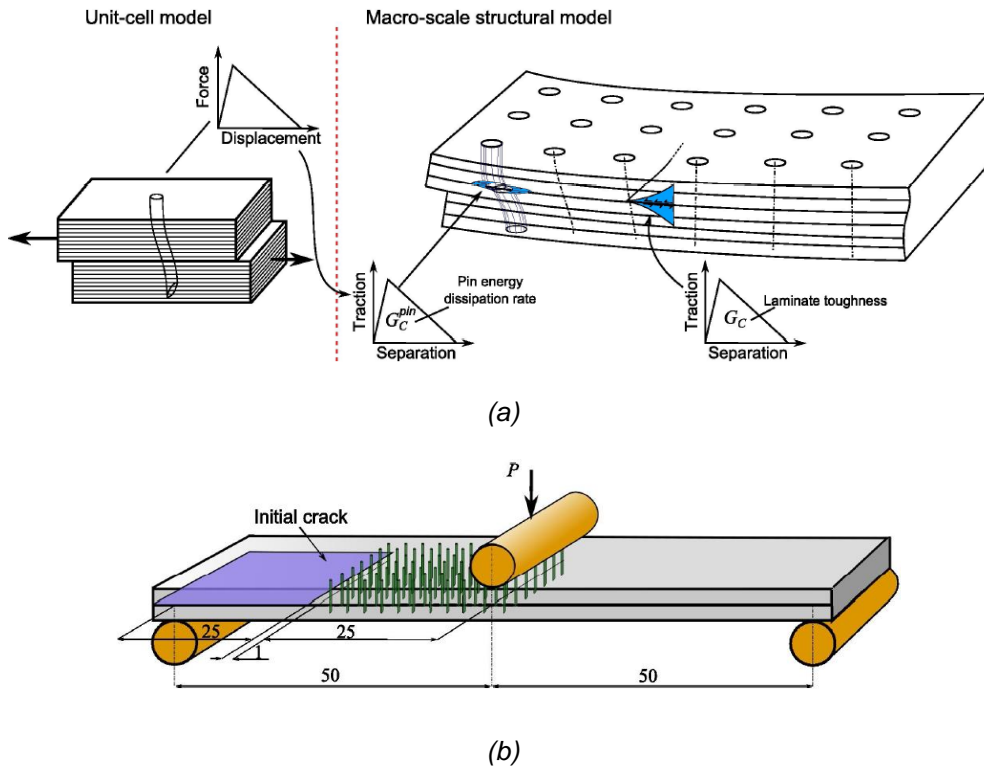 Unit-cell model
Macro-scale structural model
Force
Displacement
Traction
G_C^pin
Separation
Pin energy
dissipation rate
Traction
G_C
Separation
Laminate toughness
(a)
P
Initial crack
25
1
25
50
50
(b)